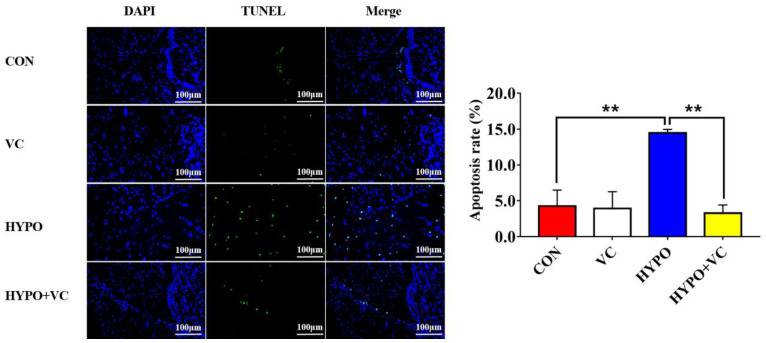 DAPI TUNEL Merge
CON
100μm 100μm 100μm
VC
100μm 100μm 100μm
HYPO
100μm 100μm 100μm
HYPO+VC
100μm 100μm 100μm
Apoptosis rate (%)
20.0
15.0
10.0
5.0
0.0
** **
CON VC HYPO HYPO+VC